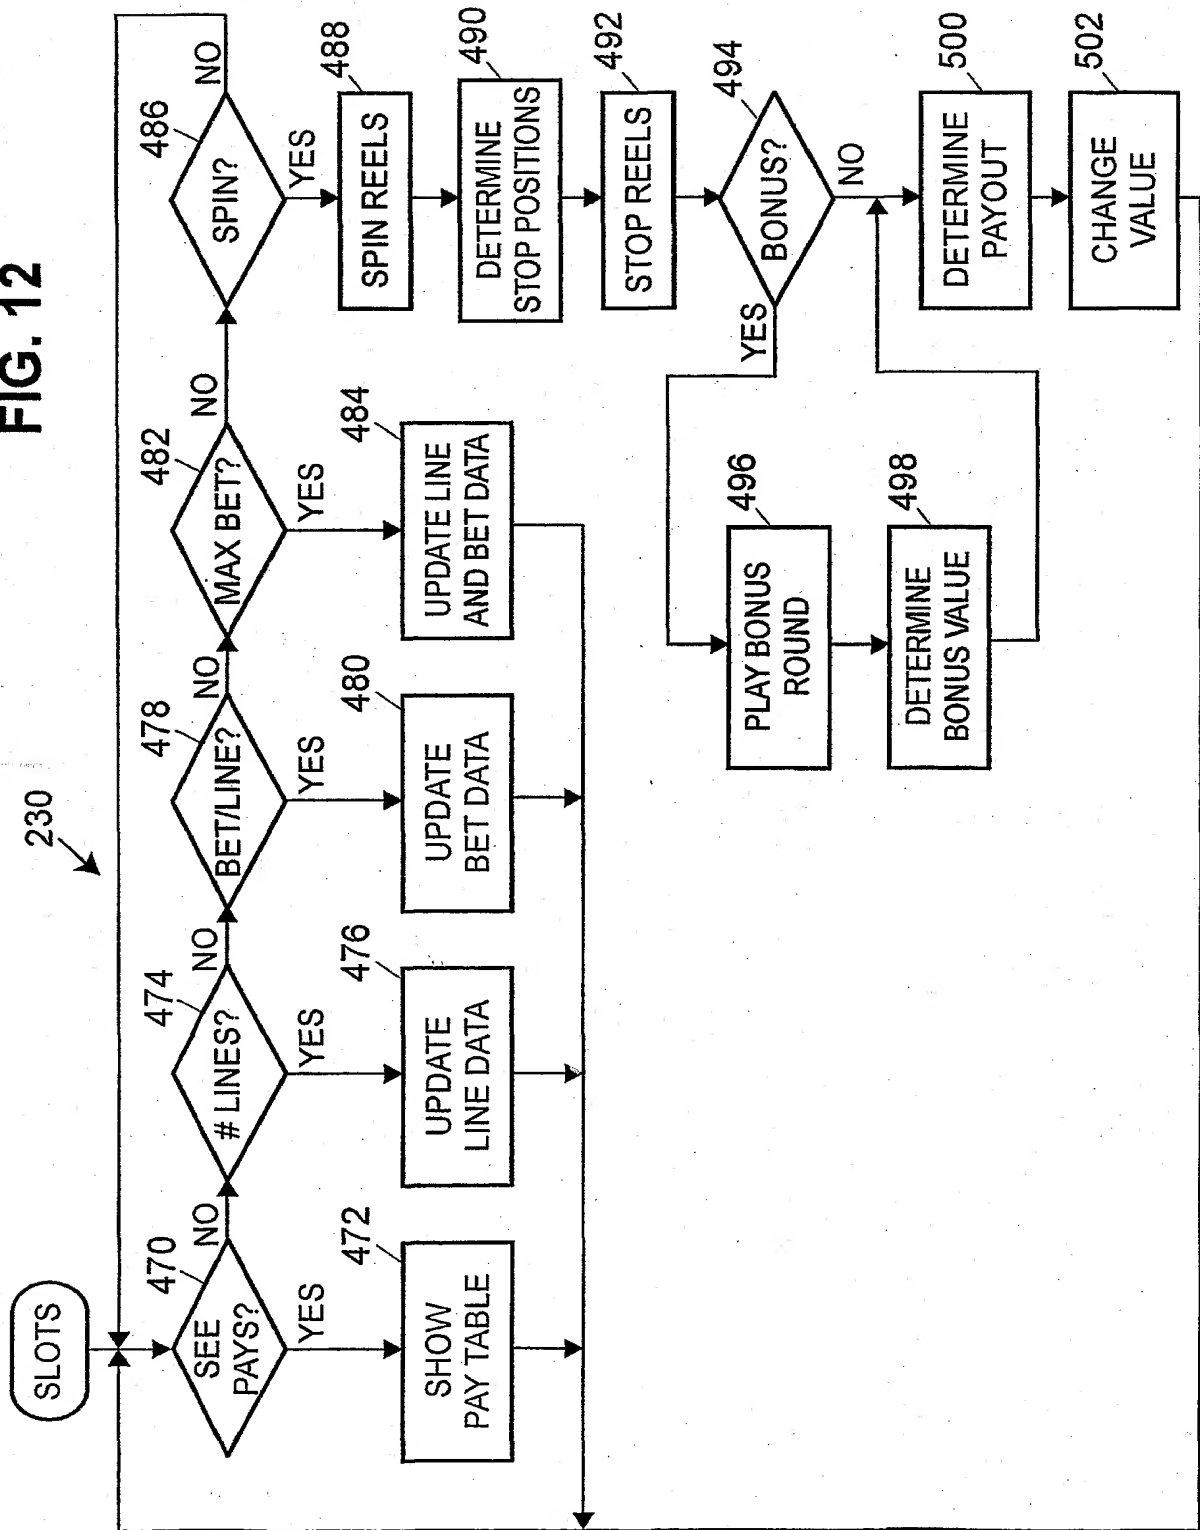 FIG. 12
230
SLOTS
470
SEE
PAYS?
NO
YES
472
SHOW
PAY TABLE
474
# LINES?
NO
YES
476
UPDATE
LINE DATA
478
BET/LINE?
NO
YES
480
UPDATE
BET DATA
482
MAX BET?
NO
YES
484
UPDATE LINE
AND BET DATA
486
SPIN?
NO
YES
488
SPIN REELS
490
DETERMINE
STOP POSITIONS
492
STOP REELS
494
BONUS?
YES
NO
496
PLAY BONUS
ROUND
498
DETERMINE
BONUS VALUE
500
DETERMINE
PAYOUT
502
CHANGE
VALUE